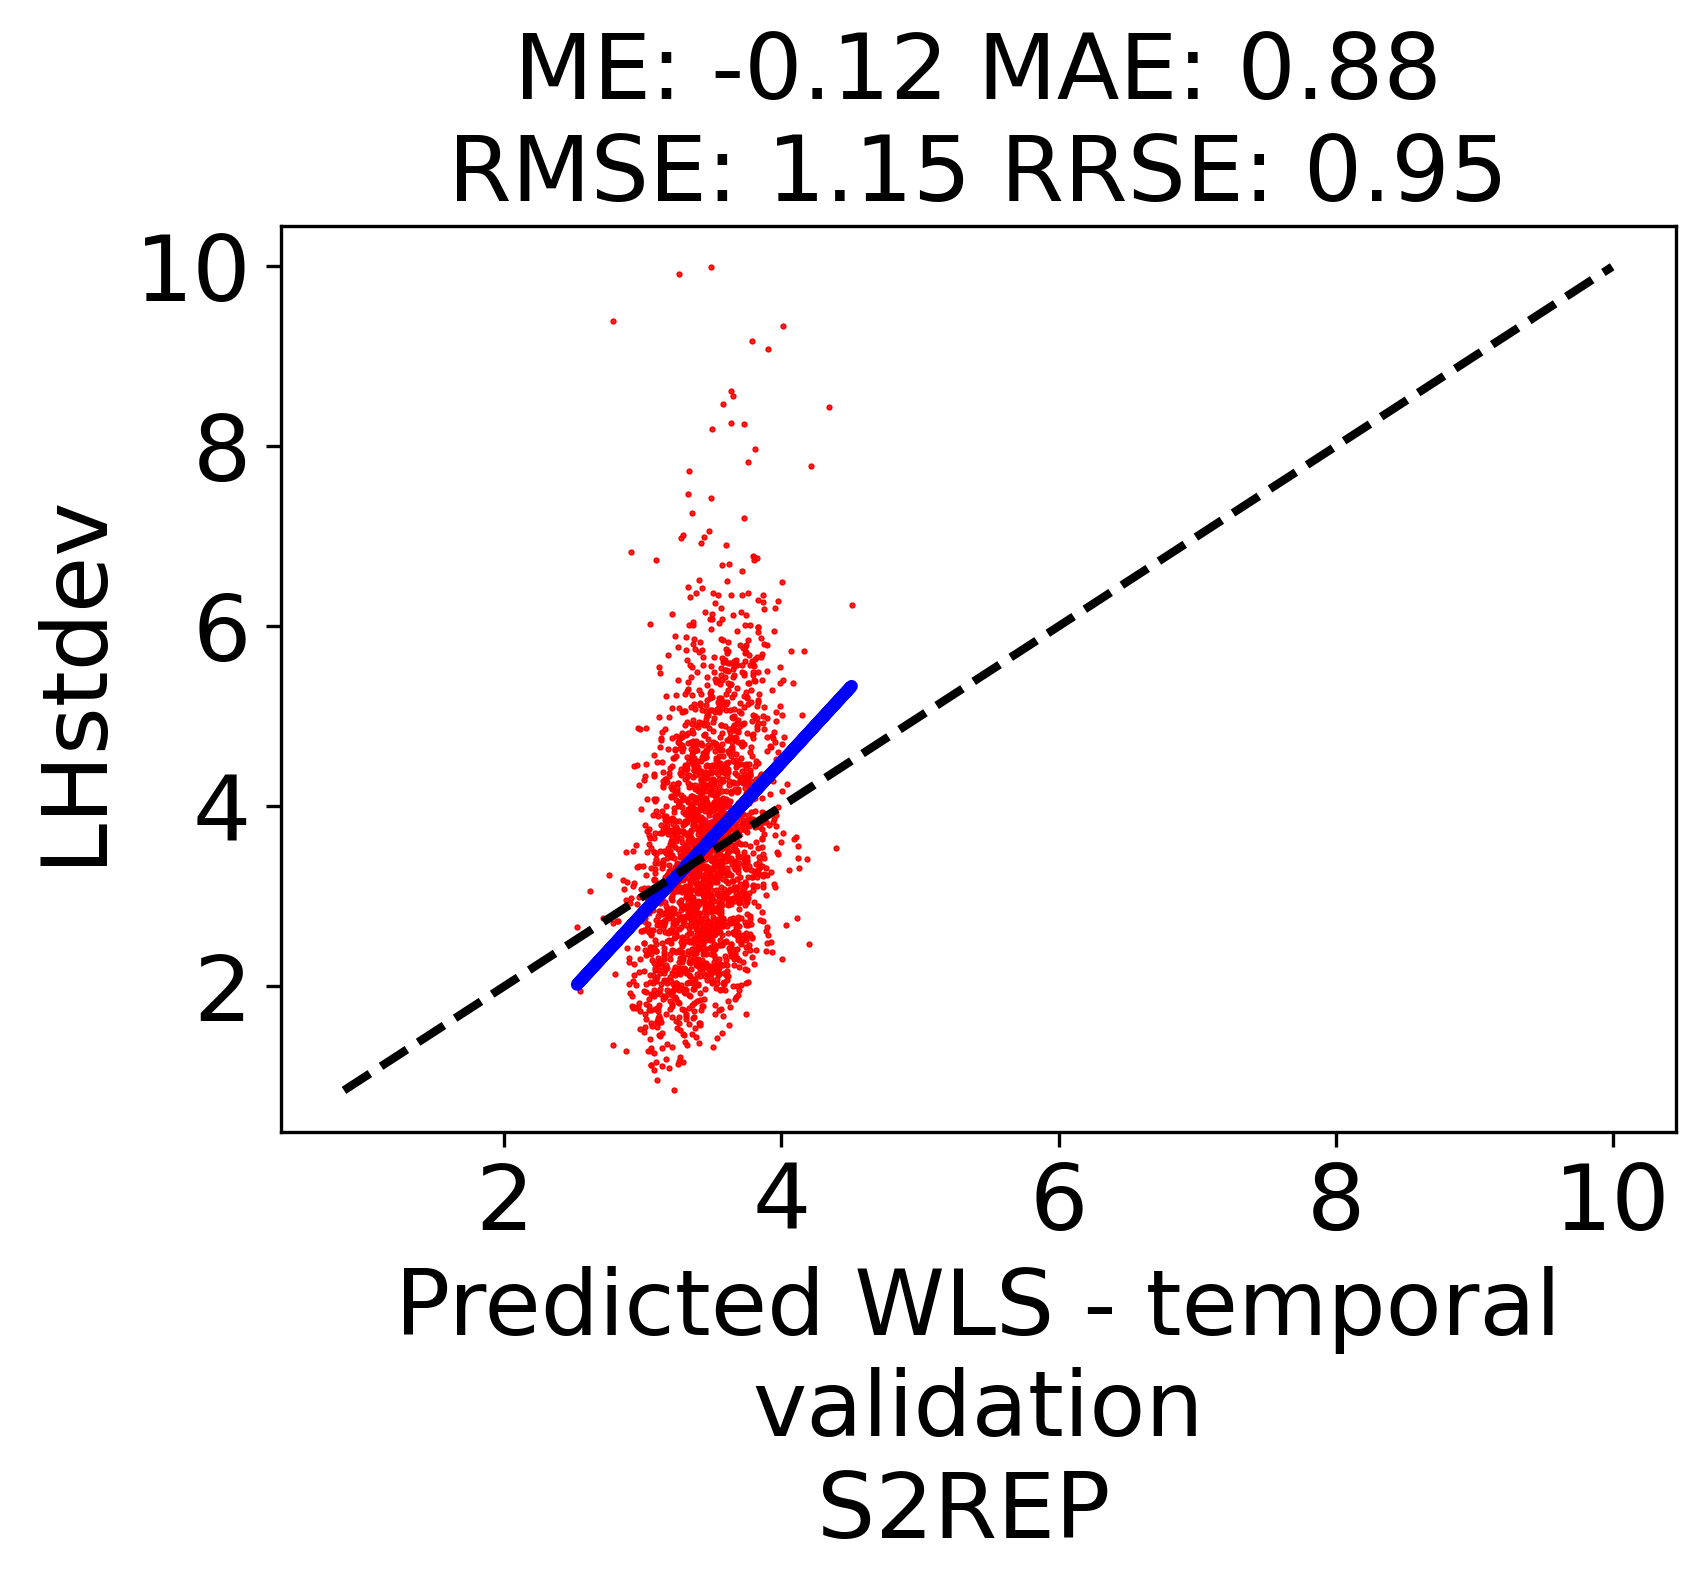 ME: -0.12 MAE: 0.88
RMSE: 1.15 RRSE: 0.95
10
8
6
4
2
LHstdev
2 4 6 8 10
Predicted WLS - temporal
validation
S2REP